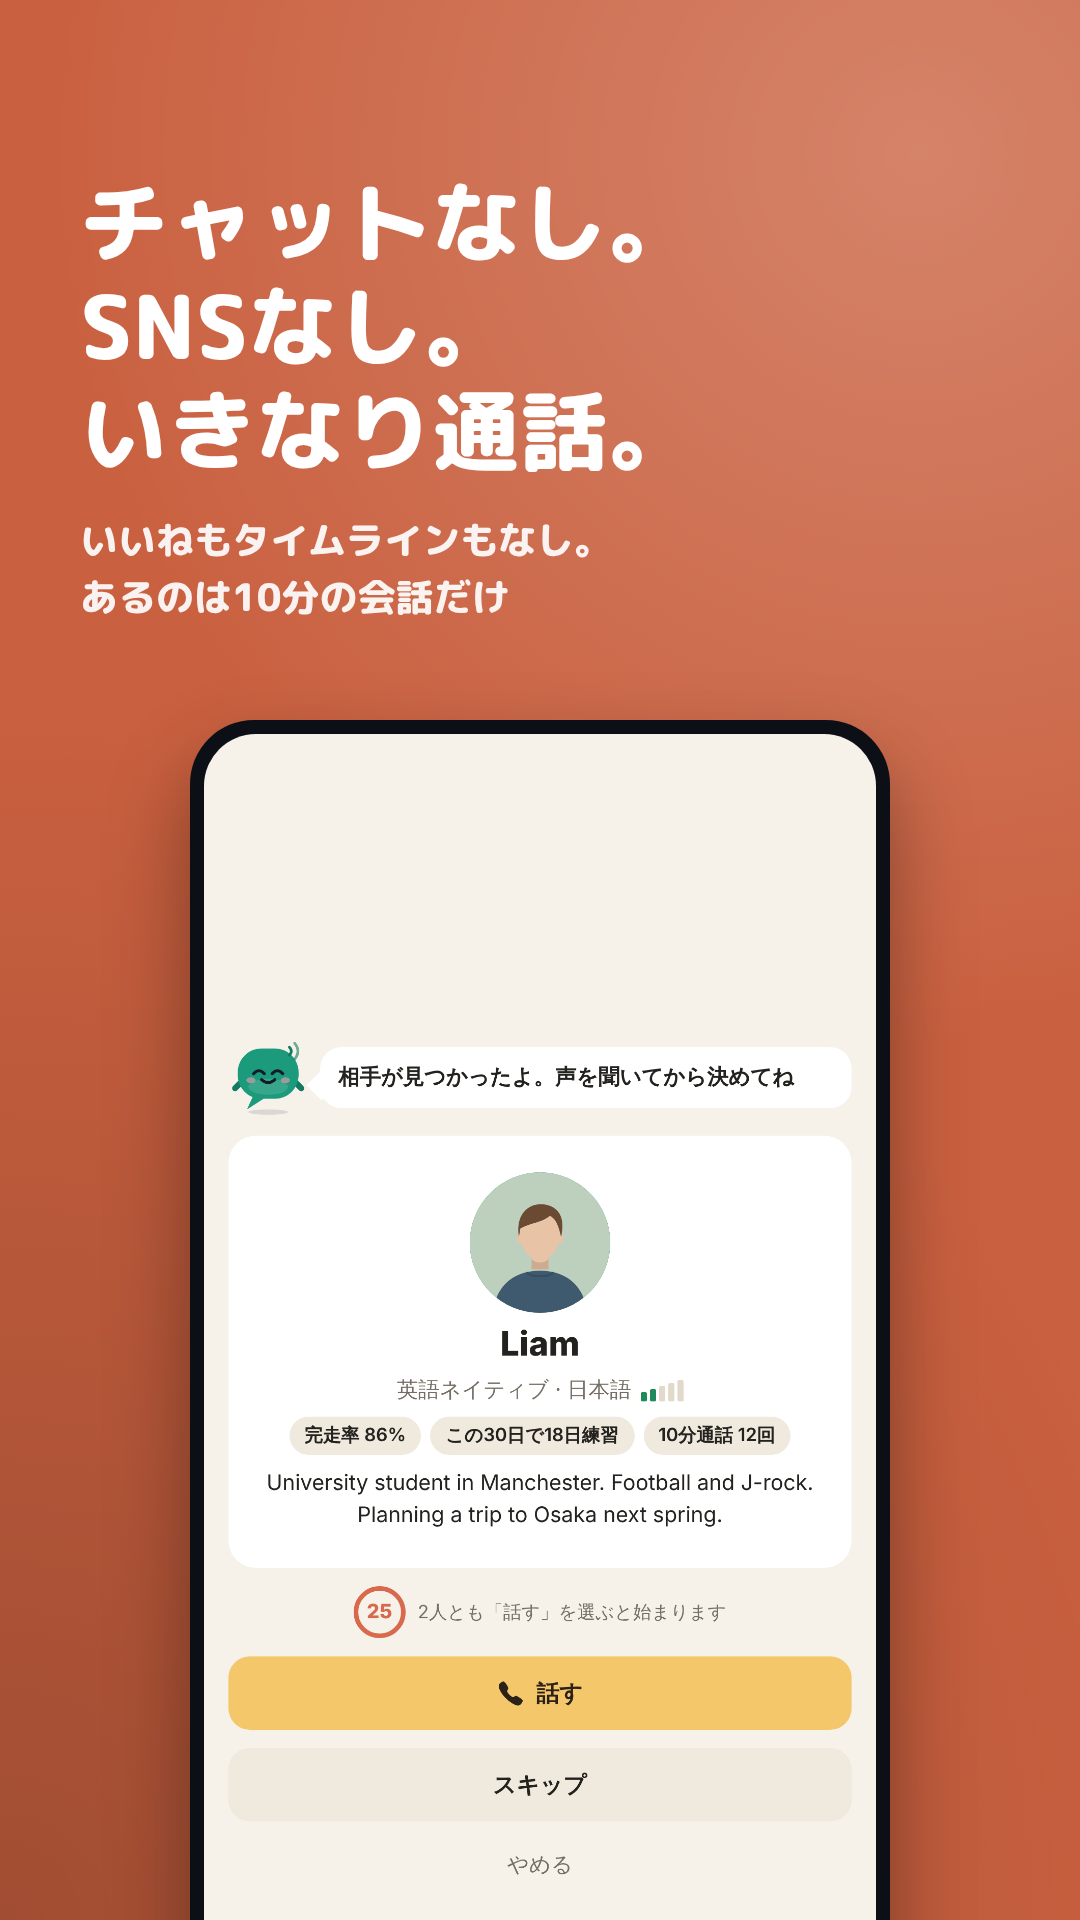 チャットなし。
SNSなし。
いきなり通話。
いいねもタイムラインもなし。
あるのは10分の会話だけ
相手が見つかったよ。声を聞いてから決めてね
Liam
英語ネイティブ · 日本語
完走率 86% この30日で18日練習 10分通話 12回
University student in Manchester. Football and J-rock.
Planning a trip to Osaka next spring.
25 2人とも「話す」を選ぶと始まります
話す
スキップ
やめる